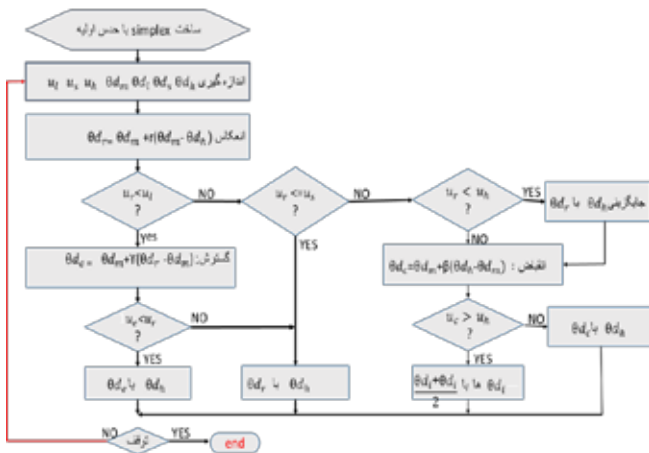 ساخت simplex با حدس اولیه
اندازه گیری u_l u_s u_h θd_m θd_l θd_s θd_h
انعکاس θd_r= θd_m +r(θd_m- θd_h)
u_r<u_l
?
NO
u_r <=u_s
?
NO
u_r < u_h
?
YES
جایگزینی θd_h با θd_r
yes
YES
NO
گسترش: θd_e = θd_m+γ(θd_r -θd_m)
انقباض : θd_c=θd_m+β(θd_h-θd_m)
u_e<u_r
?
NO
u_c > u_h
?
NO
θd_c با θd_h
YES
YES
θd_e با θd_h
θd_r با θd_h
θd_i ها با (θd_i+θd_l)/2
NO
توقف
YES
end